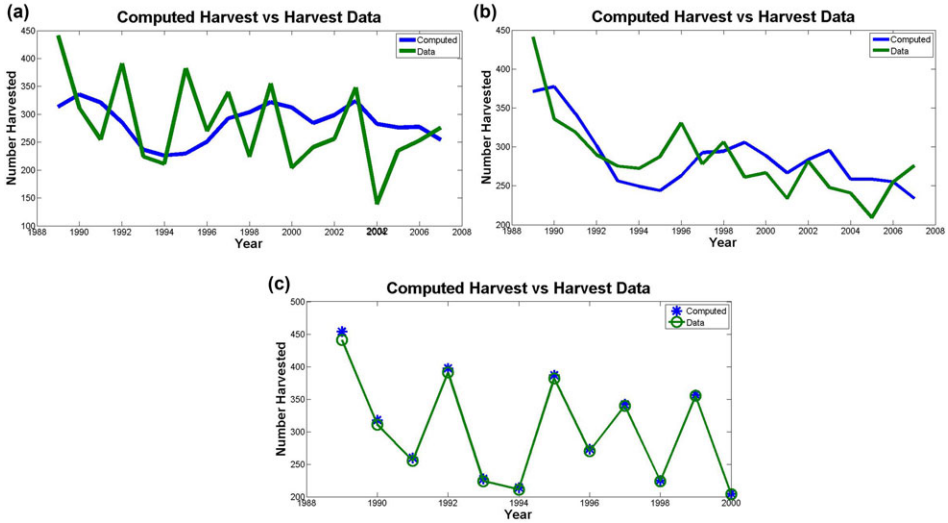 (a)
Computed Harvest vs Harvest Data
Computed
Data
450
400
350
300
250
200
150
100
Number Harvested
1988 1990 1992 1994 1996 1998 2000 2002 2006 2008
Year
(b)
Computed Harvest vs Harvest Data
Computed
Data
450
400
350
300
250
200
Number Harvested
1988 1990 1992 1994 1996 1998 2000 2002 2004 2006 2008
Year
(c)
Computed Harvest vs Harvest Data
Computed
Data
500
450
400
350
300
250
200
Number Harvested
1988 1990 1992 1994 1996 1998 2000
Year